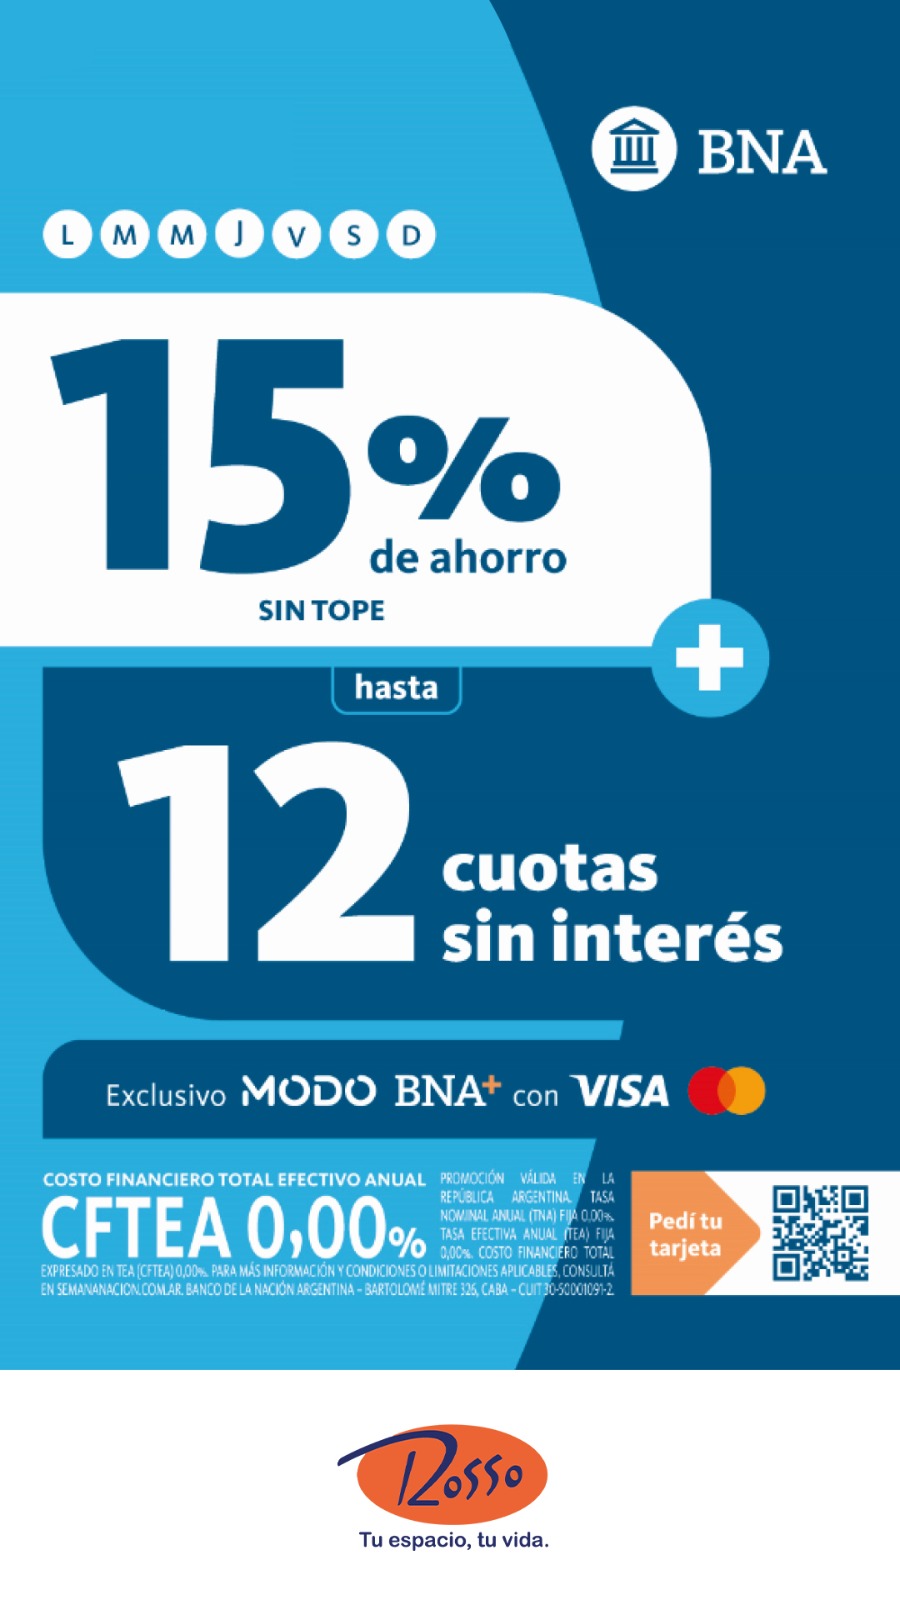 BNA
L M M J V S D
15%
de ahorro
SIN TOPE
+
hasta
12
cuotas
sin interés
Exclusivo MODO BNA+ con VISA
COSTO FINANCIERO TOTAL EFECTIVO ANUAL
CFTEA 0,00%
PROMOCIÓN VÁLIDA EN LA
REPÚBLICA ARGENTINA. TASA
NOMINAL ANUAL (TNA) FIJA 0,00%.
TASA EFECTIVA ANUAL (TEA) FIJA
0,00%. COSTO FINANCIERO TOTAL
EXPRESADO EN TEA (CFTEA) 0,00%. PARA MÁS INFORMACIÓN Y CONDICIONES O LIMITACIONES APLICABLES, CONSULTÁ
EN SEMANANACION.COM.AR. BANCO DE LA NACIÓN ARGENTINA – BARTOLOMÉ MITRE 326, CABA – CUIT 30-50001091-2.
Pedí tu
tarjeta
Rosso
Tu espacio, tu vida.